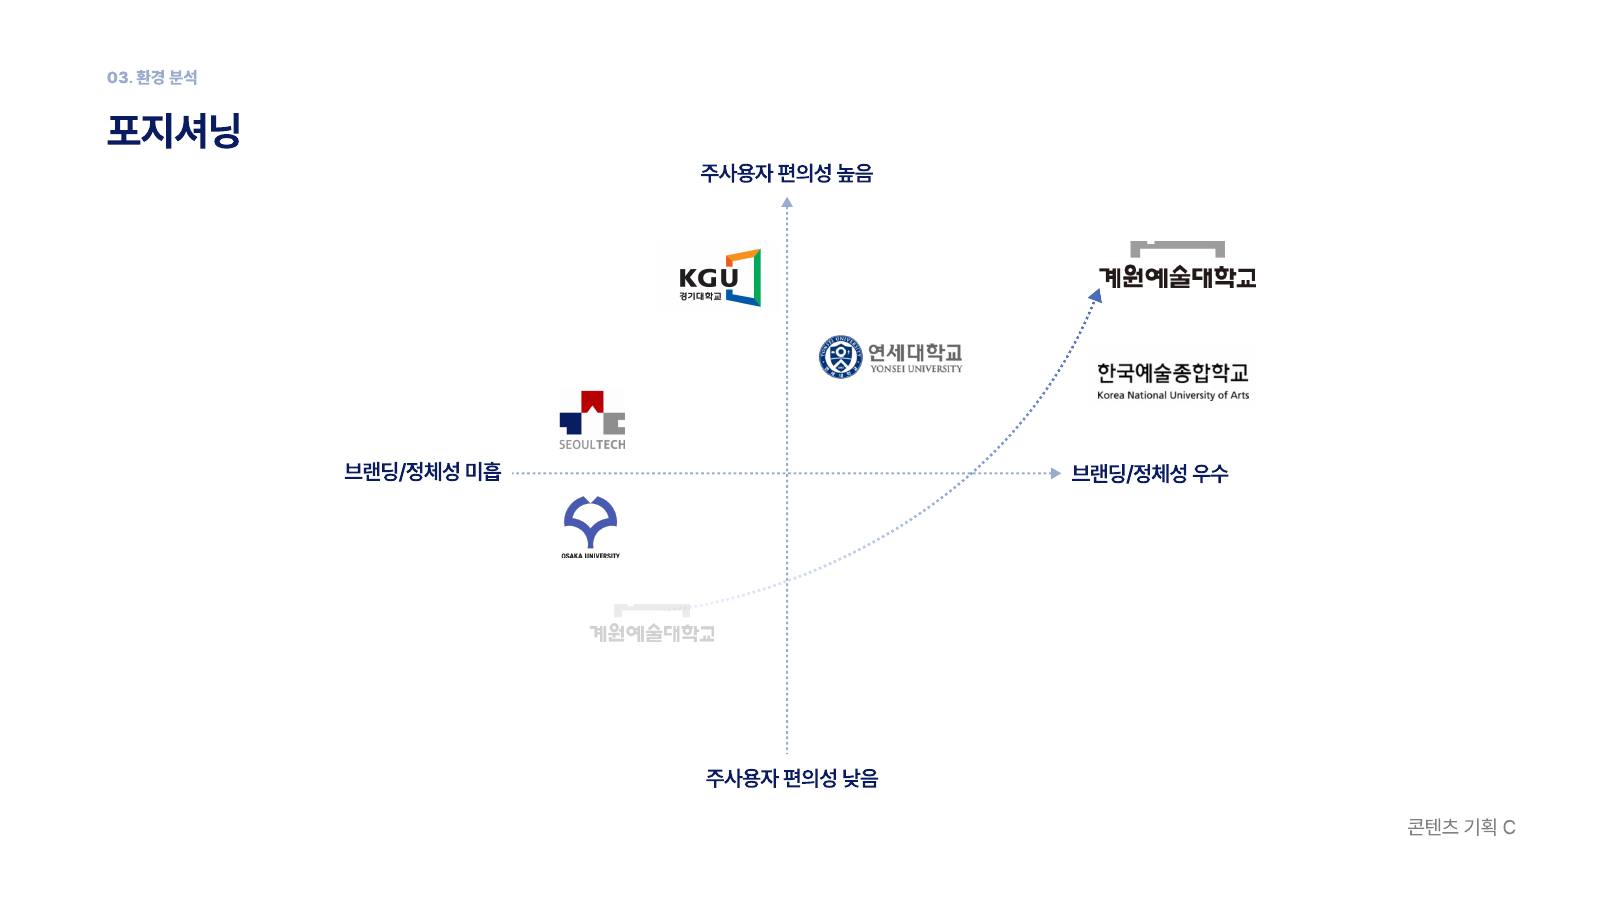 03. 환경 분석
포지셔닝
주사용자 편의성 높음
KGU
경기대학교
계원예술대학교
연세대학교
YONSEI UNIVERSITY
한국예술종합학교
Korea National University of Arts
SEOULTECH
브랜딩/정체성 미흡
브랜딩/정체성 우수
OSAKA UNIVERSITY
계원예술대학교
주사용자 편의성 낮음
콘텐츠 기획 C